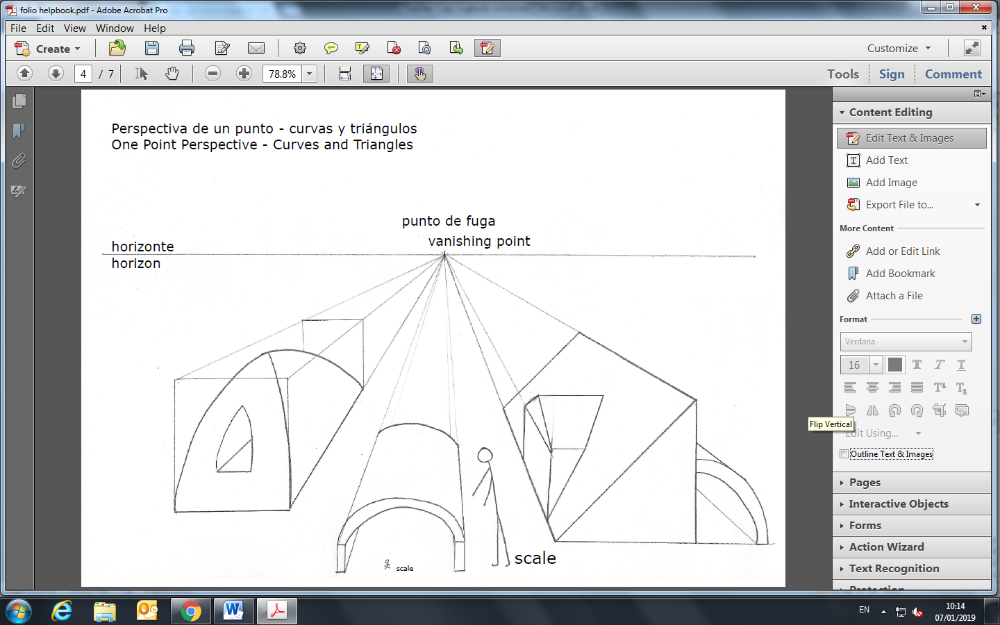 folio helpbook.pdf - Adobe Acrobat Pro
File Edit View Window Help
Create
Customize
4 / 7
78.8%
Tools Sign Comment
Perspectiva de un punto - curvas y triángulos
One Point Perspective - Curves and Triangles
punto de fuga
vanishing point
horizonte
horizon
scale
scale
Content Editing
Edit Text & Images
Add Text
Add Image
Export File to...
More Content
Add or Edit Link
Add Bookmark
Attach a File
Format
Verdana
16
Flip Vertical
Edit Using...
Outline Text & Images
Pages
Interactive Objects
Forms
Action Wizard
Text Recognition
Protection
EN
10:14
07/01/2019